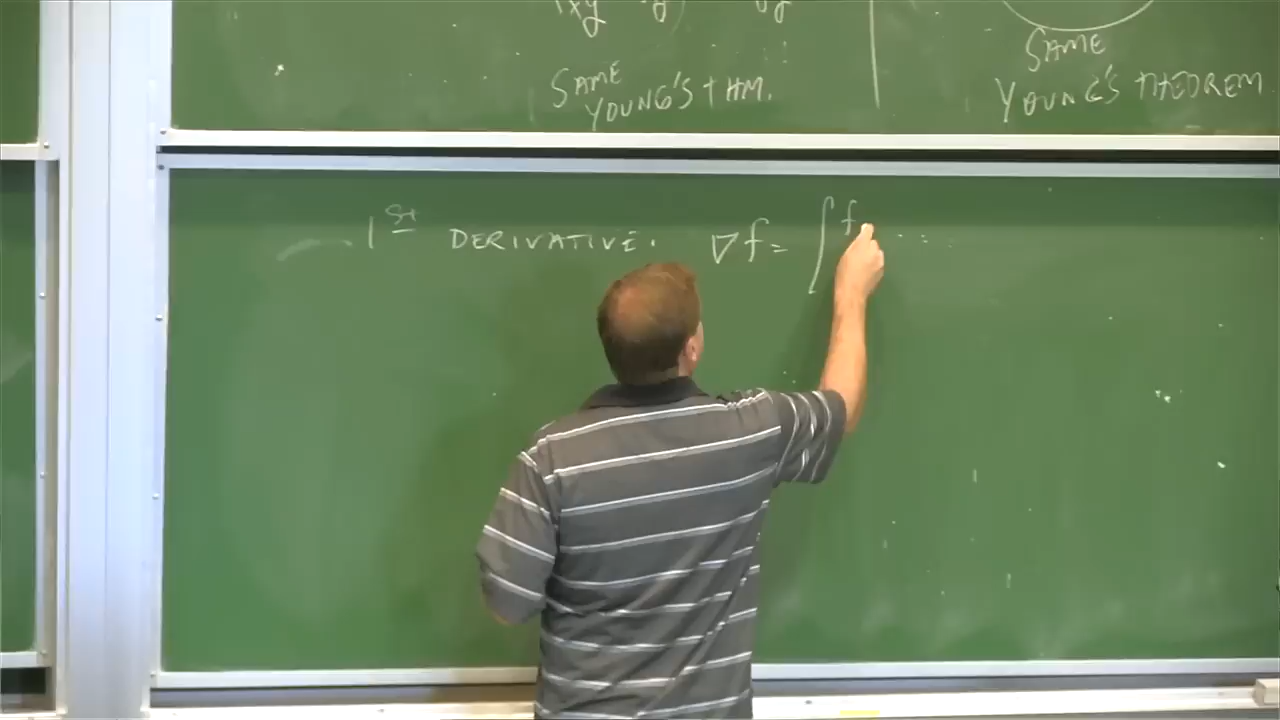 SAME
YOUNG'S THM.
SAME
YOUNG'S THEOREM
1st DERIVATIVE. ∇f = ∫ f